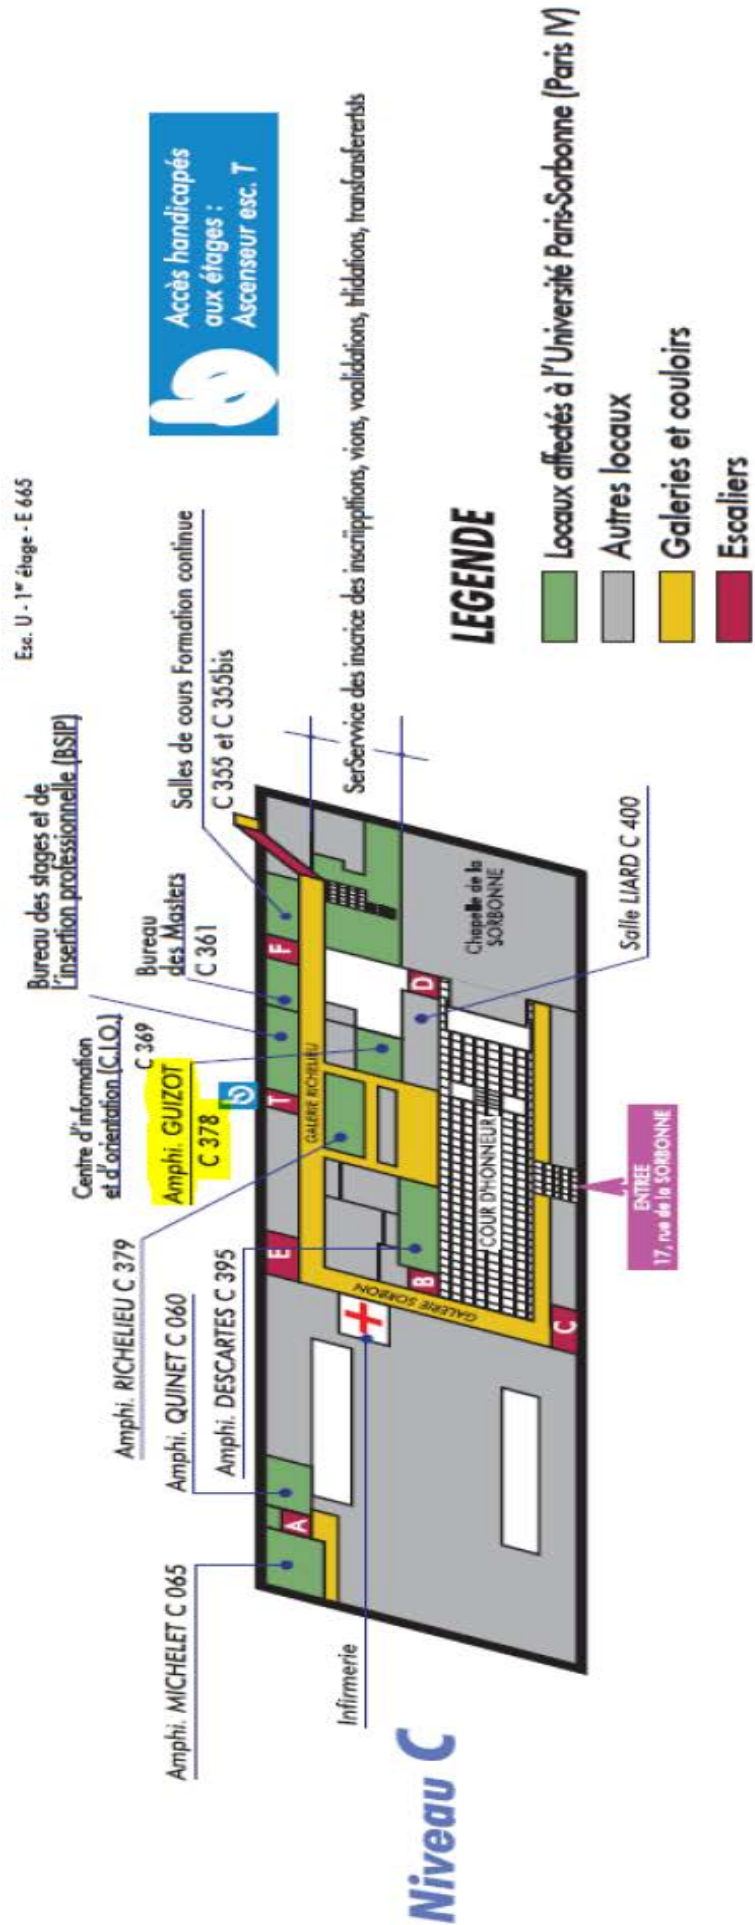 Niveau C
Esc. U - 1er étage - E 665
Bureau des stages et de
l'insertion professionnelle (BSIP)
Centre d'information
et d'orientation (C.I.O.)
C 369
Bureau
des Masters
C 361
Salles de cours Formation continue
C 355 et C 355bis
Accès handicapés
aux étages :
Ascenseur esc. T
Amphi. GUIZOT
C 378
Amphi. RICHELIEU C 379
Amphi. QUINET C 060
Amphi. DESCARTES C 395
Amphi. MICHELET C 065
Infirmerie
SerServvice des inscrice des inscriippttions, vions, vaalidations, trlidations, transfansferertsts
A
E
T
F
GALERIE RICHELIEU
B
D
GALERIE SORBON
C
COUR D'HONNEUR
Chapelle de la
SORBONNE
Salle LIARD C 400
ENTREE
17, rue de la SORBONNE
LEGENDE
Locaux affectés à l'Université Paris-Sorbonne (Paris IV)
Autres locaux
Galeries et couloirs
Escaliers